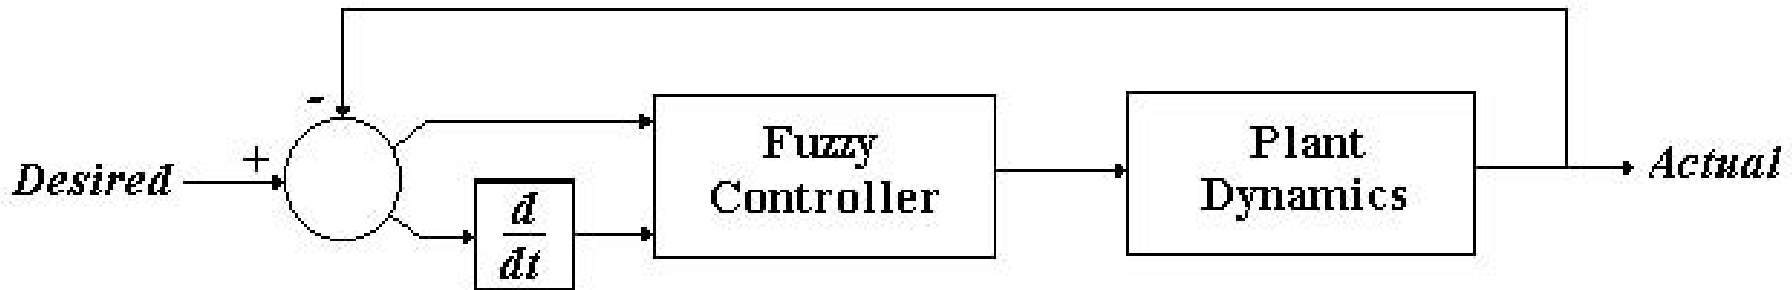 -
+
Desired
d
dt
Fuzzy
Controller
Plant
Dynamics
Actual